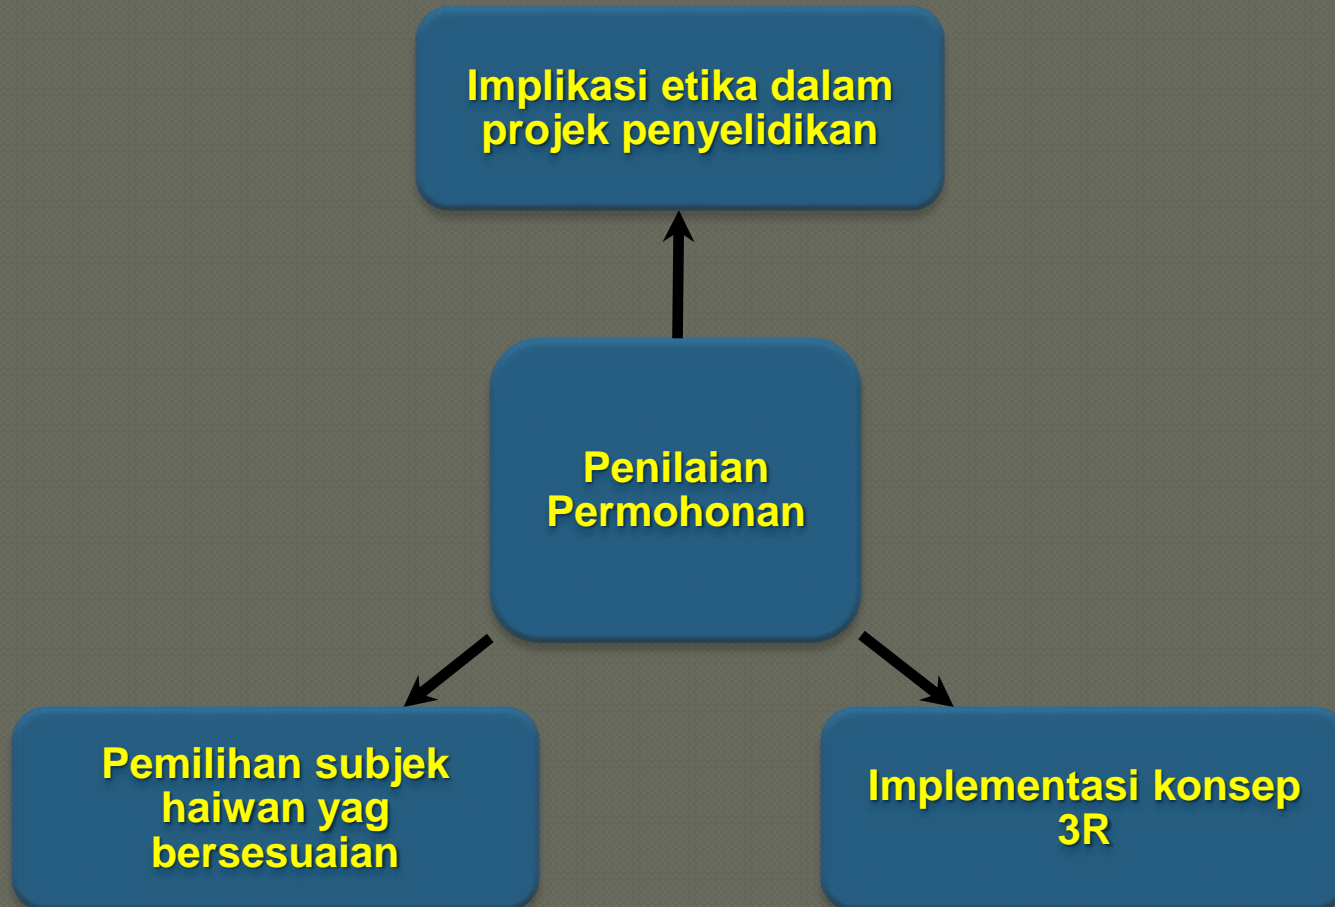 Implikasi etika dalam
projek penyelidikan
Penilaian
Permohonan
Pemilihan subjek
haiwan yag
bersesuaian
Implementasi konsep
3R